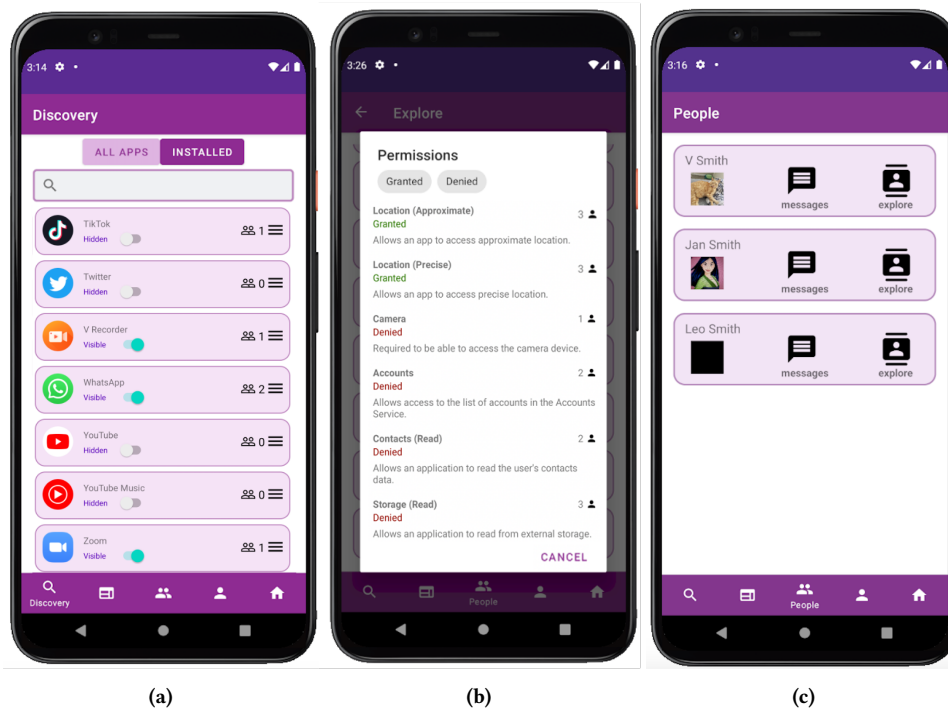 3:14
Discovery
ALL APPS INSTALLED
TikTok
Hidden 1
Twitter
Hidden 0
V Recorder
Visible 1
WhatsApp
Visible 2
YouTube
Hidden 0
YouTube Music
Hidden 0
Zoom
Visible 1
Discovery
(a)
3:26
Explore
Permissions
Granted Denied
Location (Approximate) 3
Granted
Allows an app to access approximate location.
Location (Precise) 3
Granted
Allows an app to access precise location.
Camera 1
Denied
Required to be able to access the camera device.
Accounts 2
Denied
Allows access to the list of accounts in the Accounts
Service.
Contacts (Read) 2
Denied
Allows an application to read the user's contacts
data.
Storage (Read) 3
Denied
Allows an application to read from external storage.
CANCEL
People
(b)
3:16
People
V Smith
messages explore
Jan Smith
messages explore
Leo Smith
messages explore
People
(c)